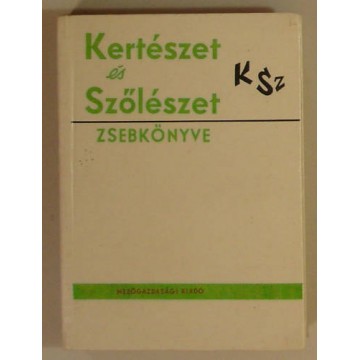 Kertészet
és
Szőlészet
KSz
ZSEBKÖNYVE
MEZŐGAZDASÁGI KIADÓ